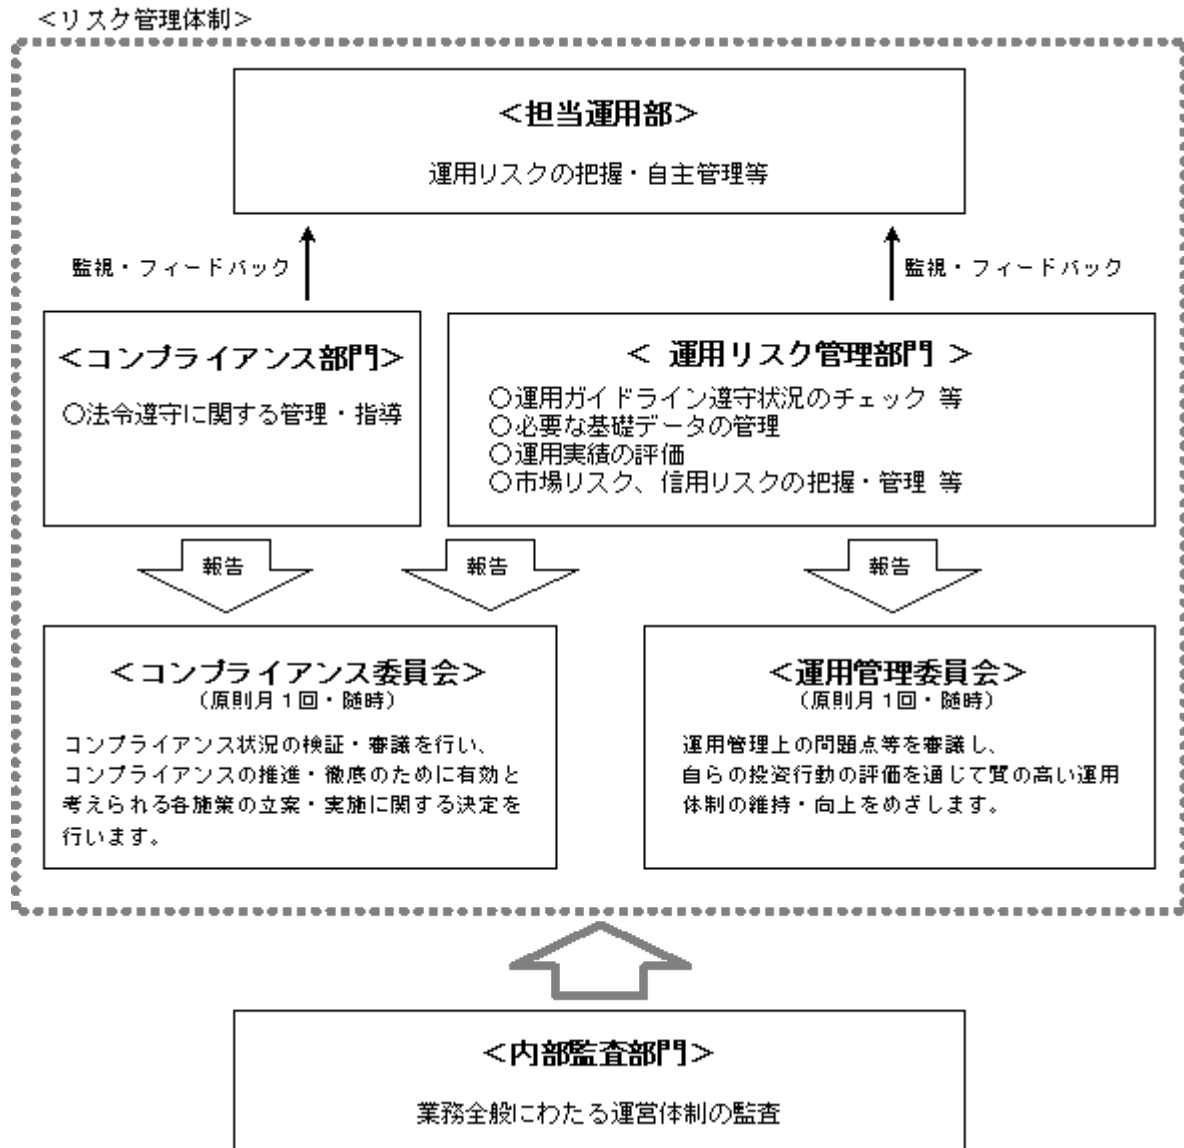 ＜リスク管理体制＞
＜担当運用部＞
運用リスクの把握・自主管理等
監視・フィードバック
監視・フィードバック
＜コンプライアンス部門＞
○法令遵守に関する管理・指導
＜ 運用リスク管理部門 ＞
○運用ガイドライン遵守状況のチェック 等
○必要な基礎データの管理
○運用実績の評価
○市場リスク、信用リスクの把握・管理 等
報告
報告
報告
＜コンプライアンス委員会＞
（原則月１回・随時）
コンプライアンス状況の検証・審議を行い、
コンプライアンスの推進・徹底のために有効と
考えられる各施策の立案・実施に関する決定を
行います。
＜運用管理委員会＞
（原則月１回・随時）
運用管理上の問題点等を審議し、
自らの投資行動の評価を通じて質の高い運用
体制の維持・向上をめざします。
＜内部監査部門＞
業務全般にわたる運営体制の監査